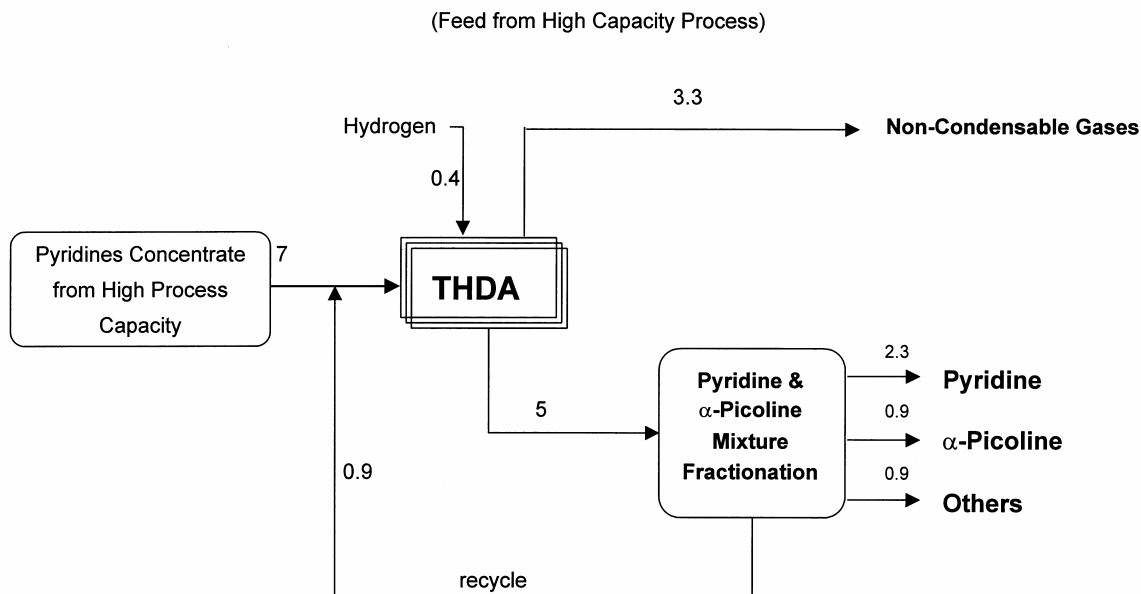 (Feed from High Capacity Process)
3.3
Hydrogen
Non-Condensable Gases
0.4
Pyridines Concentrate
from High Process
Capacity
7
THDA
Pyridine &
α-Picoline
Mixture
Fractionation
2.3
Pyridine
0.9
α-Picoline
0.9
Others
5
0.9
recycle